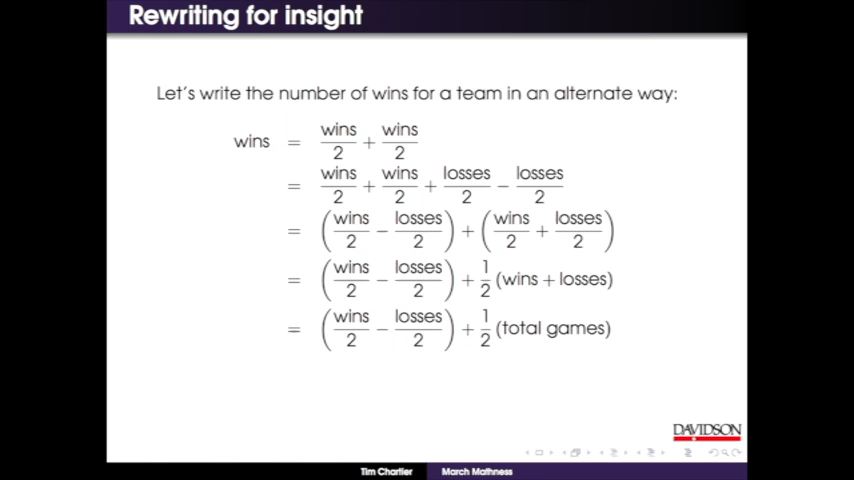 Rewriting for insight
Let's write the number of wins for a team in an alternate way:
wins = wins/2 + wins/2
= wins/2 + wins/2 + losses/2 − losses/2
= (wins/2 − losses/2) + (wins/2 + losses/2)
= (wins/2 − losses/2) + 1/2 (wins + losses)
= (wins/2 − losses/2) + 1/2 (total games)
DAVIDSON
Tim Chartier March Mathness